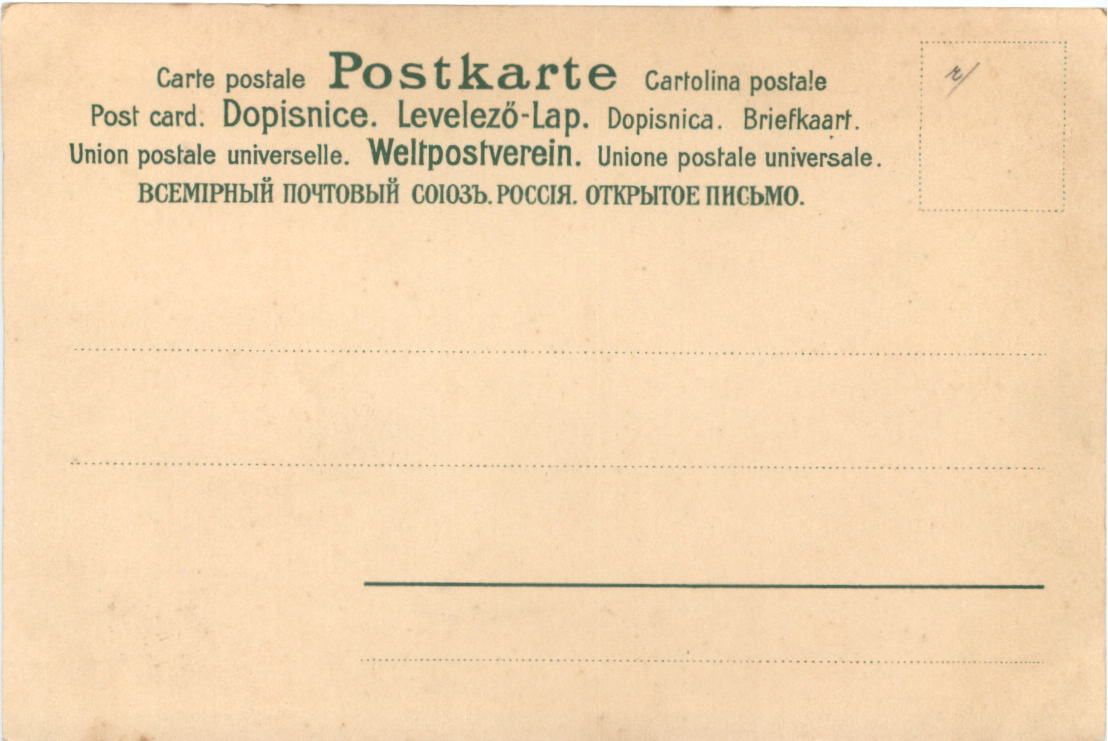 Carte postale Postkarte Cartolina postale
Post card. Dopisnice. Levelező-Lap. Dopisnica. Briefkaart.
Union postale universelle. Weltpostverein. Unione postale universale.
ВСЕМІРНЫЙ ПОЧТОВЫЙ СОЮЗЪ. РОССІЯ. ОТКРЫТОЕ ПИСЬМО.